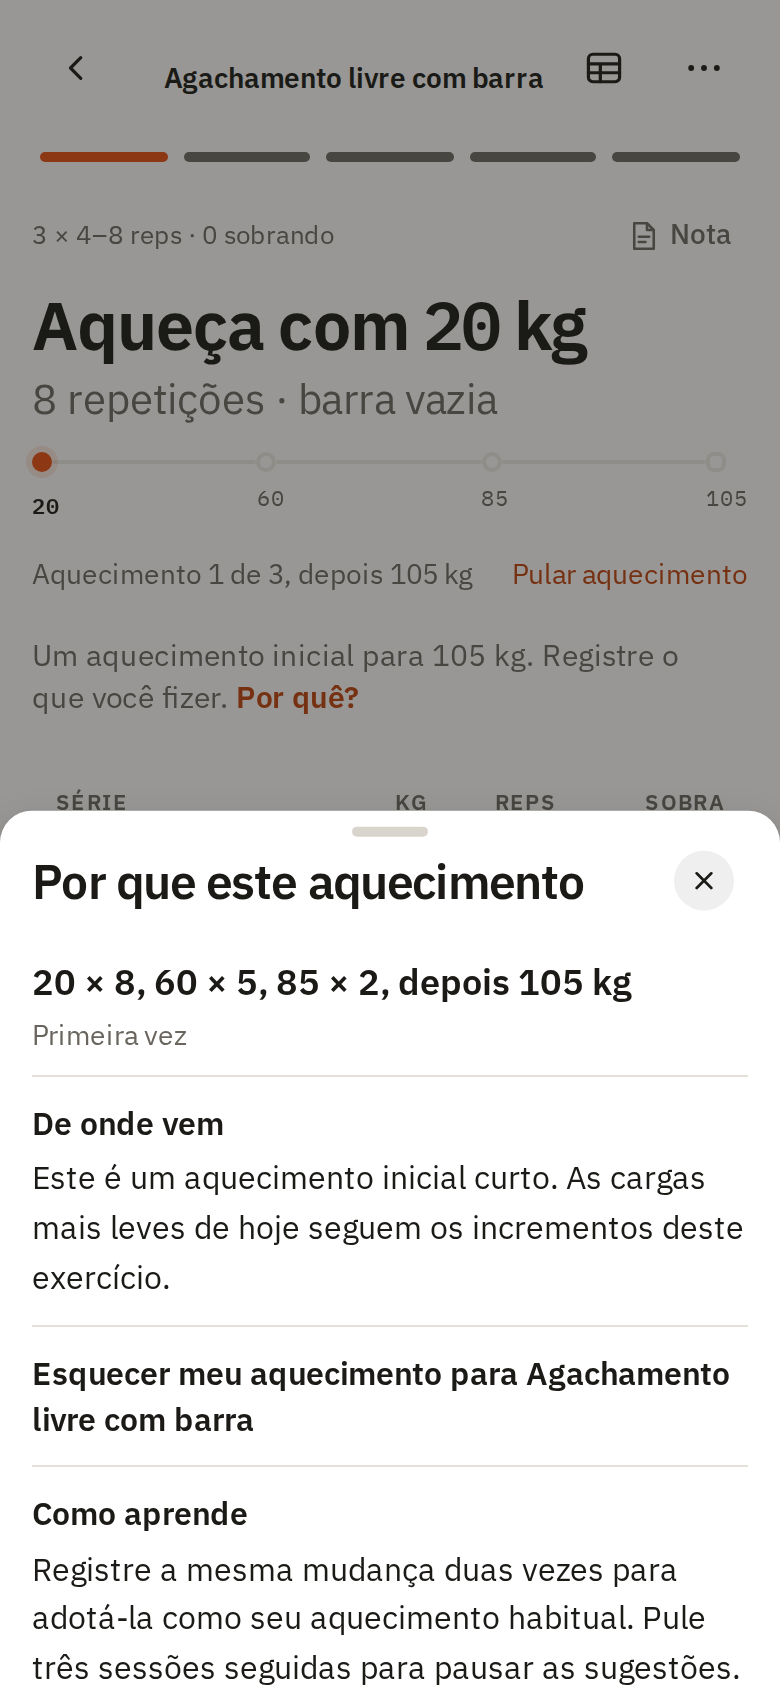 Agachamento livre com barra
3 × 4–8 reps · 0 sobrando
Nota
Aqueça com 20 kg
8 repetições · barra vazia
20
60
85
105
Aquecimento 1 de 3, depois 105 kg
Pular aquecimento
Um aquecimento inicial para 105 kg. Registre o
que você fizer. Por quê?
SÉRIE KG REPS SOBRA
Por que este aquecimento
20 × 8, 60 × 5, 85 × 2, depois 105 kg
Primeira vez
De onde vem
Este é um aquecimento inicial curto. As cargas
mais leves de hoje seguem os incrementos deste
exercício.
Esquecer meu aquecimento para Agachamento
livre com barra
Como aprende
Registre a mesma mudança duas vezes para
adotá-la como seu aquecimento habitual. Pule
três sessões seguidas para pausar as sugestões.